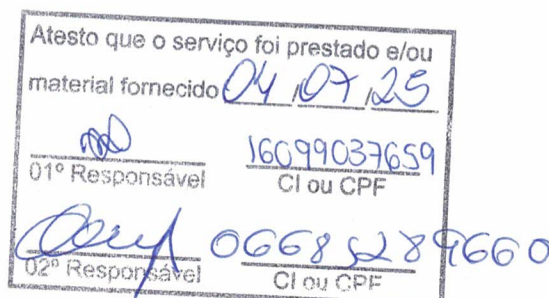 Atesto que o serviço foi prestado e/ou
material fornecido 04 / 07 / 25
16099037659
01º Responsável CI ou CPF
02º Responsável CI ou CPF